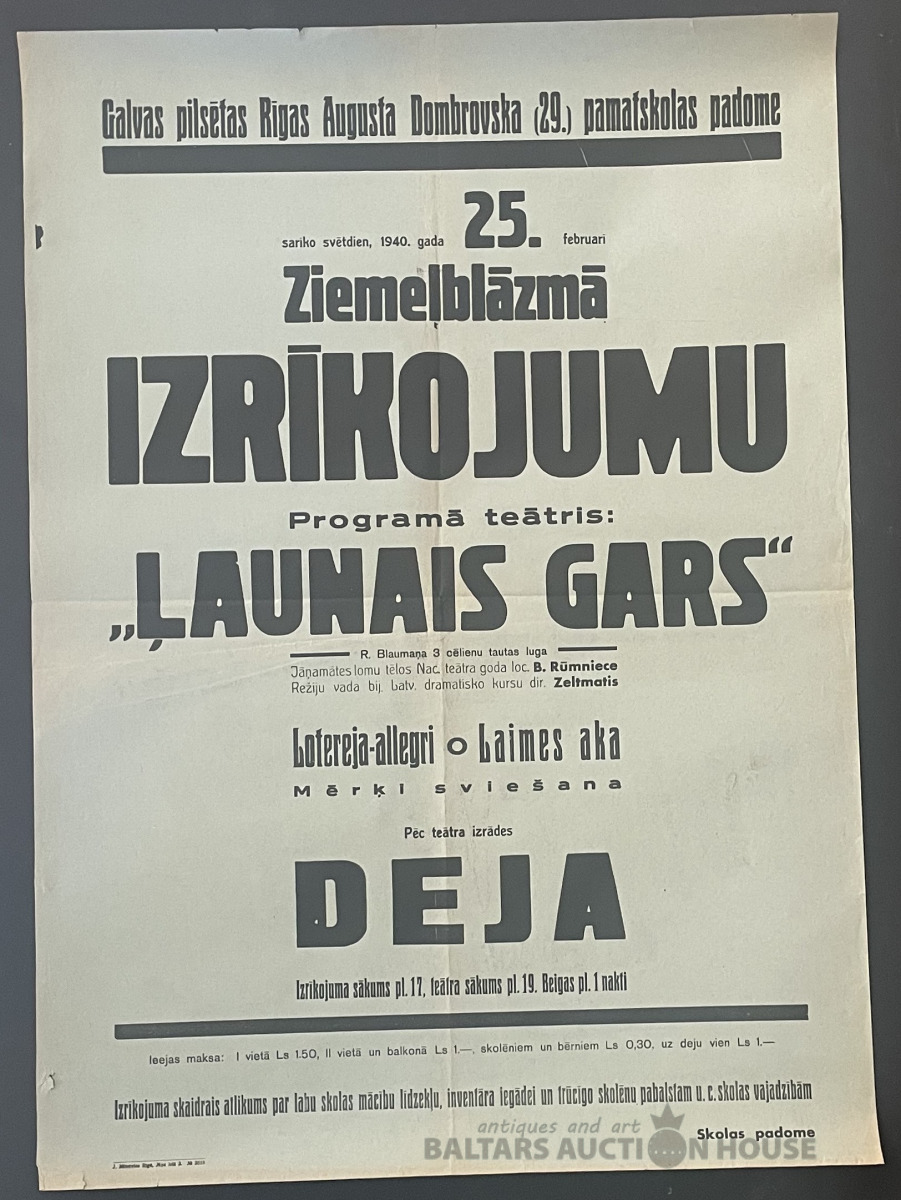 Galvas pilsētas Rīgas Augusta Dombrovska (29.) pamatskolas padome
sariko svētdien, 1940. gada 25. februarī
Ziemeļblāzmā
IZRĪKOJUMU
Programā teātris:
„ĻAUNAIS GARS“
R. Blaumaņa 3 cēlienu tautas luga
Jāņamātes lomu tēlos Nac. teātra goda loc. B. Rūmniece
Režiju vada bij. Latv. dramatisko kursu dir. Zeltmatis
Lotereja-allegri o Laimes aka
Mērķi sviešana
Pēc teātra izrādes
DEJA
Izrīkojuma sākums pl. 17, teātra sākums pl. 19. Beigas pl. 1 naktī
Ieejas maksa: I vietā Ls 1.50, II vietā un balkonā Ls 1.—, skolēniem un bērniem Ls 0,30, uz deju vien Ls 1.—
Izrīkojuma skaidrais atlikums par labu skolas mācību līdzekļu, inventāra iegādei un trūcīgo skolēnu pabalstam u. c. skolas vajadzībām
antiques and art
Skolas padome
BALTARS AUCTION HOUSE